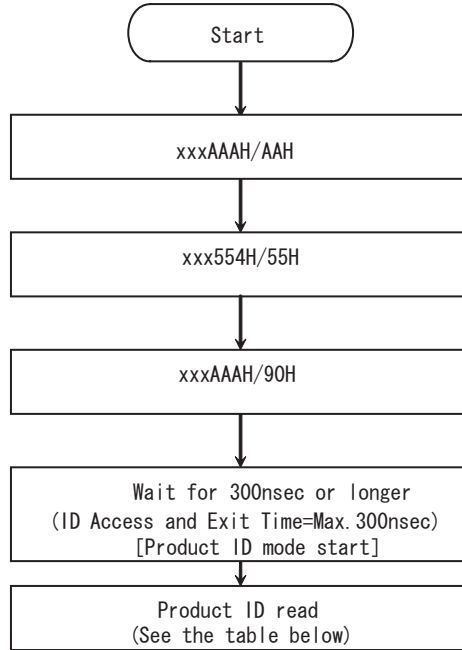 Start
xxxAAAH/AAH
xxx554H/55H
xxxAAAH/90H
Wait for 300nsec or longer
(ID Access and Exit Time=Max.300nsec)
[Product ID mode start]
Product ID read
(See the table below)